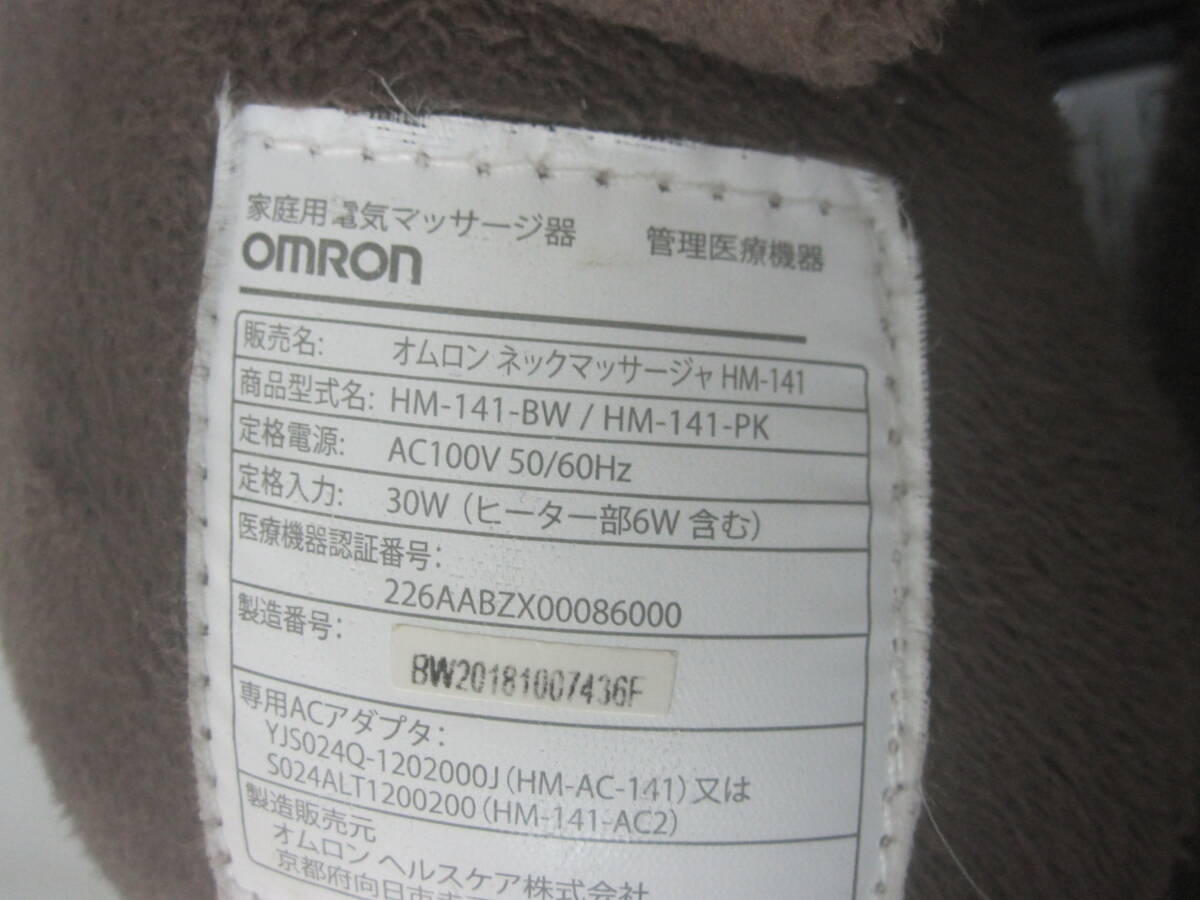 家庭用電気マッサージ器 管理医療機器
OMRON
販売名: オムロン ネックマッサージャ HM-141
商品型式名: HM-141-BW / HM-141-PK
定格電源: AC100V 50/60Hz
定格入力: 30W（ヒーター部6W 含む）
医療機器認証番号:
226AABZX00086000
製造番号:
BW20181007436F
専用ACアダプタ:
YJS024Q-1202000J（HM-AC-141）又は
S024ALT1200200（HM-141-AC2）
製造販売元
オムロン ヘルスケア株式会社
京都府向日市